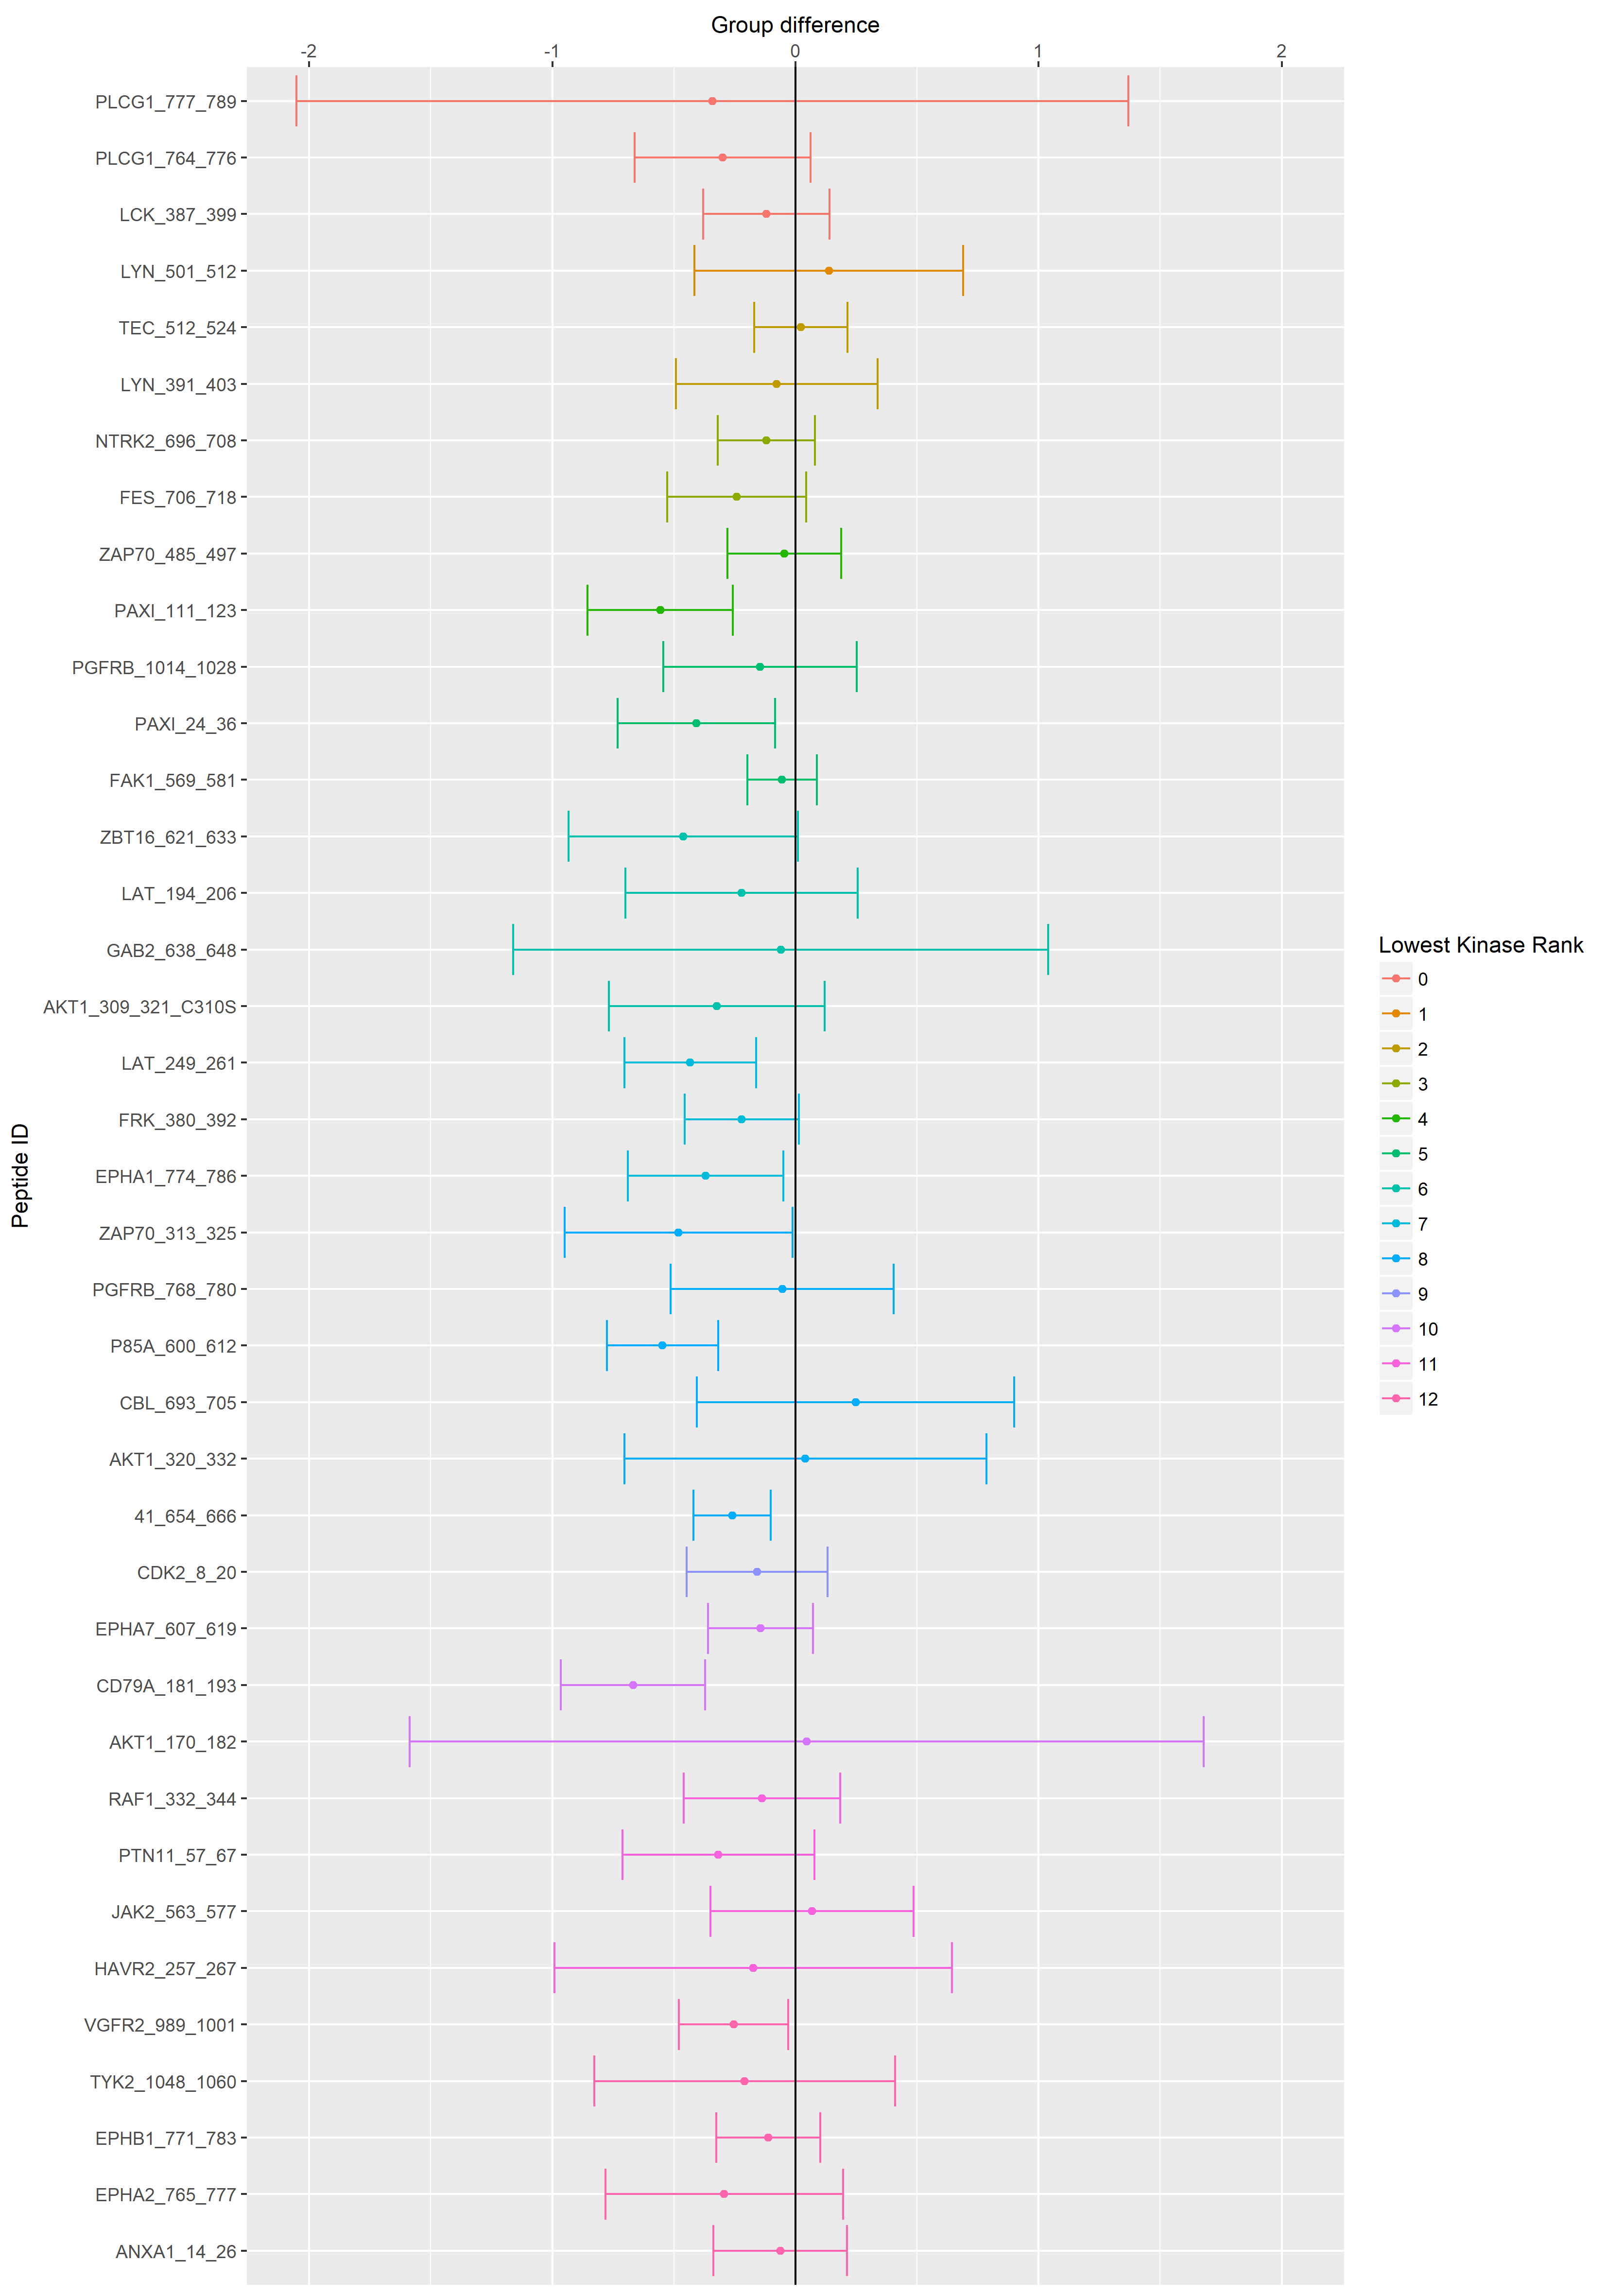 Group difference
-2 -1 0 1 2
PLCG1_777_789
PLCG1_764_776
LCK_387_399
LYN_501_512
TEC_512_524
LYN_391_403
NTRK2_696_708
FES_706_718
ZAP70_485_497
PAXI_111_123
PGFRB_1014_1028
PAXI_24_36
FAK1_569_581
ZBT16_621_633
LAT_194_206
GAB2_638_648
AKT1_309_321_C310S
LAT_249_261
FRK_380_392
EPHA1_774_786
ZAP70_313_325
PGFRB_768_780
P85A_600_612
CBL_693_705
AKT1_320_332
41_654_666
CDK2_8_20
EPHA7_607_619
CD79A_181_193
AKT1_170_182
RAF1_332_344
PTN11_57_67
JAK2_563_577
HAVR2_257_267
VGFR2_989_1001
TYK2_1048_1060
EPHB1_771_783
EPHA2_765_777
ANXA1_14_26
Peptide ID
Lowest Kinase Rank
0
1
2
3
4
5
6
7
8
9
10
11
12